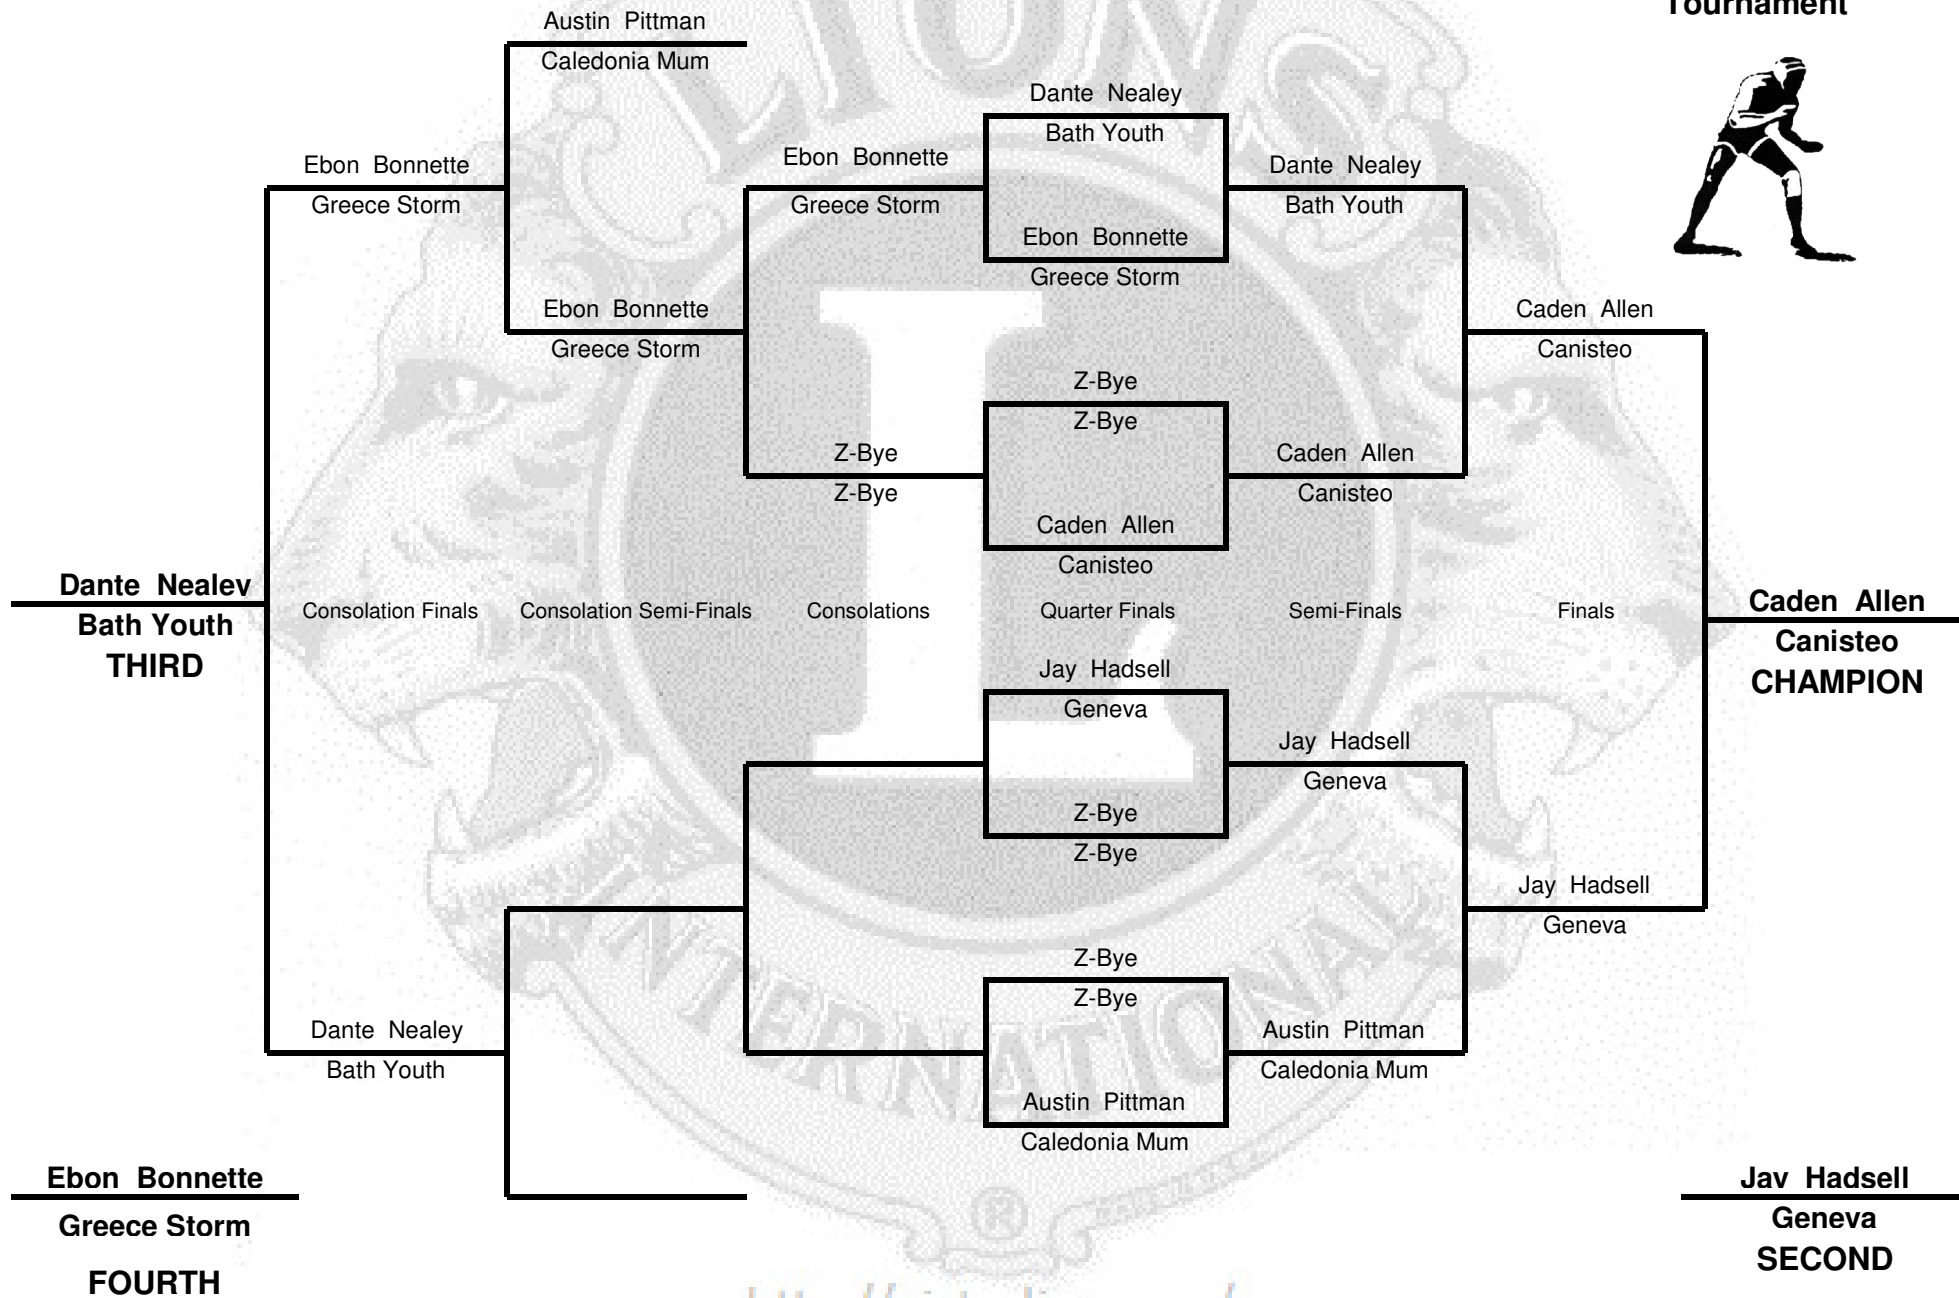 Tournament
Austin Pittman
Caledonia Mum
Dante Nealey
Bath Youth
Ebon Bonnette
Greece Storm
Ebon Bonnette
Greece Storm
Dante Nealey
Bath Youth
Ebon Bonnette
Greece Storm
Ebon Bonnette
Greece Storm
Caden Allen
Canisteo
Z-Bye
Z-Bye
Z-Bye
Z-Bye
Caden Allen
Canisteo
Caden Allen
Canisteo
Dante Nealey
Bath Youth
THIRD
Consolation Finals
Consolation Semi-Finals
Consolations
Quarter Finals
Semi-Finals
Finals
Caden Allen
Canisteo
CHAMPION
Jay Hadsell
Geneva
Jay Hadsell
Geneva
Z-Bye
Z-Bye
Jay Hadsell
Geneva
Z-Bye
Z-Bye
Dante Nealey
Bath Youth
Austin Pittman
Caledonia Mum
Austin Pittman
Caledonia Mum
Ebon Bonnette
Greece Storm
FOURTH
Jay Hadsell
Geneva
SECOND
LIONS
L
INTERNATIONAL
®